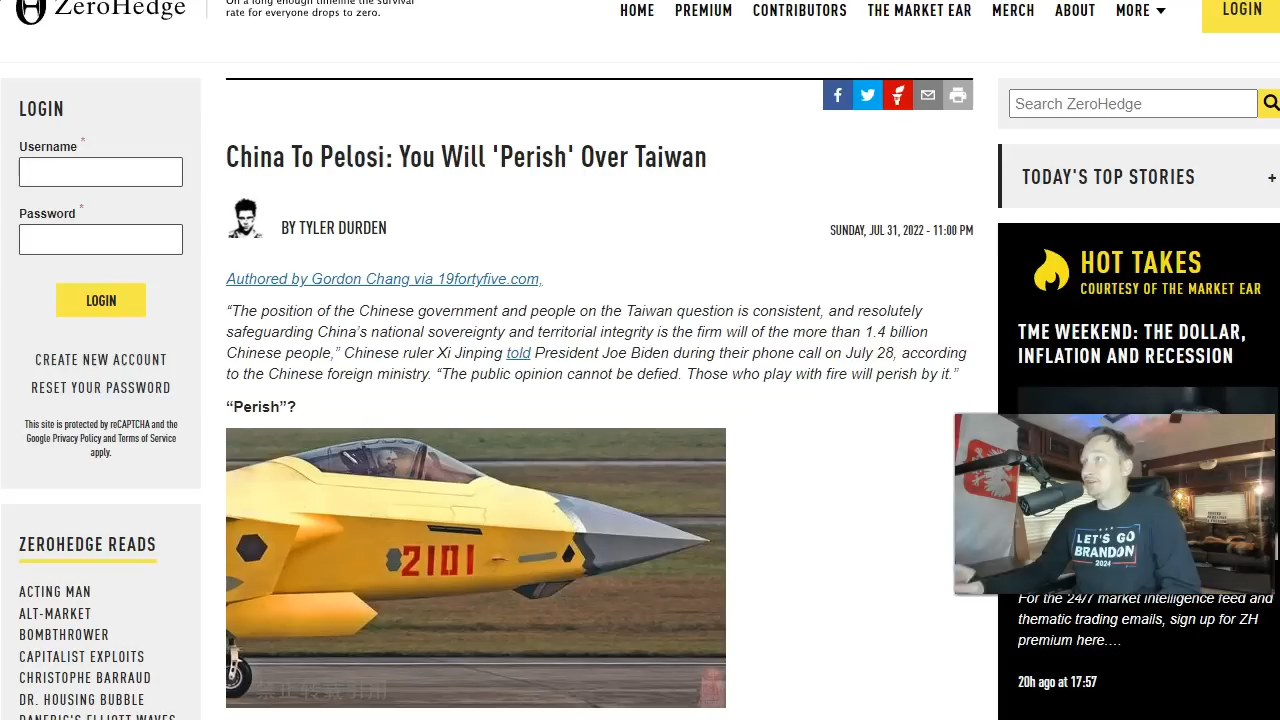 ZeroHedge
On a long enough timeline the survival
rate for everyone drops to zero.
HOME
PREMIUM
CONTRIBUTORS
THE MARKET EAR
MERCH
ABOUT
MORE
LOGIN
LOGIN
Username *
Password *
LOGIN
CREATE NEW ACCOUNT
RESET YOUR PASSWORD
This site is protected by reCAPTCHA and the
Google Privacy Policy and Terms of Service
apply.
ZEROHEDGE READS
ACTING MAN
ALT-MARKET
BOMBTHROWER
CAPITALIST EXPLOITS
CHRISTOPHE BARRAUD
DR. HOUSING BUBBLE
DANERIC'S ELLIOTT WAVES
China To Pelosi: You Will 'Perish' Over Taiwan
BY TYLER DURDEN
SUNDAY, JUL 31, 2022 - 11:00 PM
Authored by Gordon Chang via 19fortyfive.com,
“The position of the Chinese government and people on the Taiwan question is consistent, and resolutely
safeguarding China’s national sovereignty and territorial integrity is the firm will of the more than 1.4 billion
Chinese people,” Chinese ruler Xi Jinping told President Joe Biden during their phone call on July 28, according
to the Chinese foreign ministry. “The public opinion cannot be defied. Those who play with fire will perish by it.”
“Perish”?
2101
禁止转载引用
Search ZeroHedge
TODAY'S TOP STORIES
+
HOT TAKES
COURTESY OF THE MARKET EAR
TME WEEKEND: THE DOLLAR,
INFLATION AND RECESSION
LET'S GO
BRANDON
2024
For the 24/7 market intelligence feed and
thematic trading emails, sign up for ZH
premium here....
20h ago at 17:57